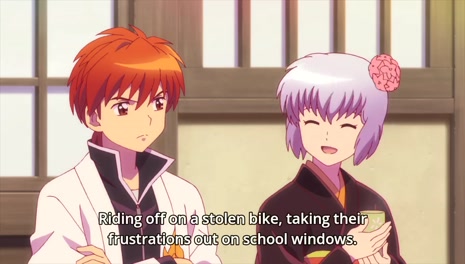 Riding off on a stolen bike, taking their
frustrations out on school windows.